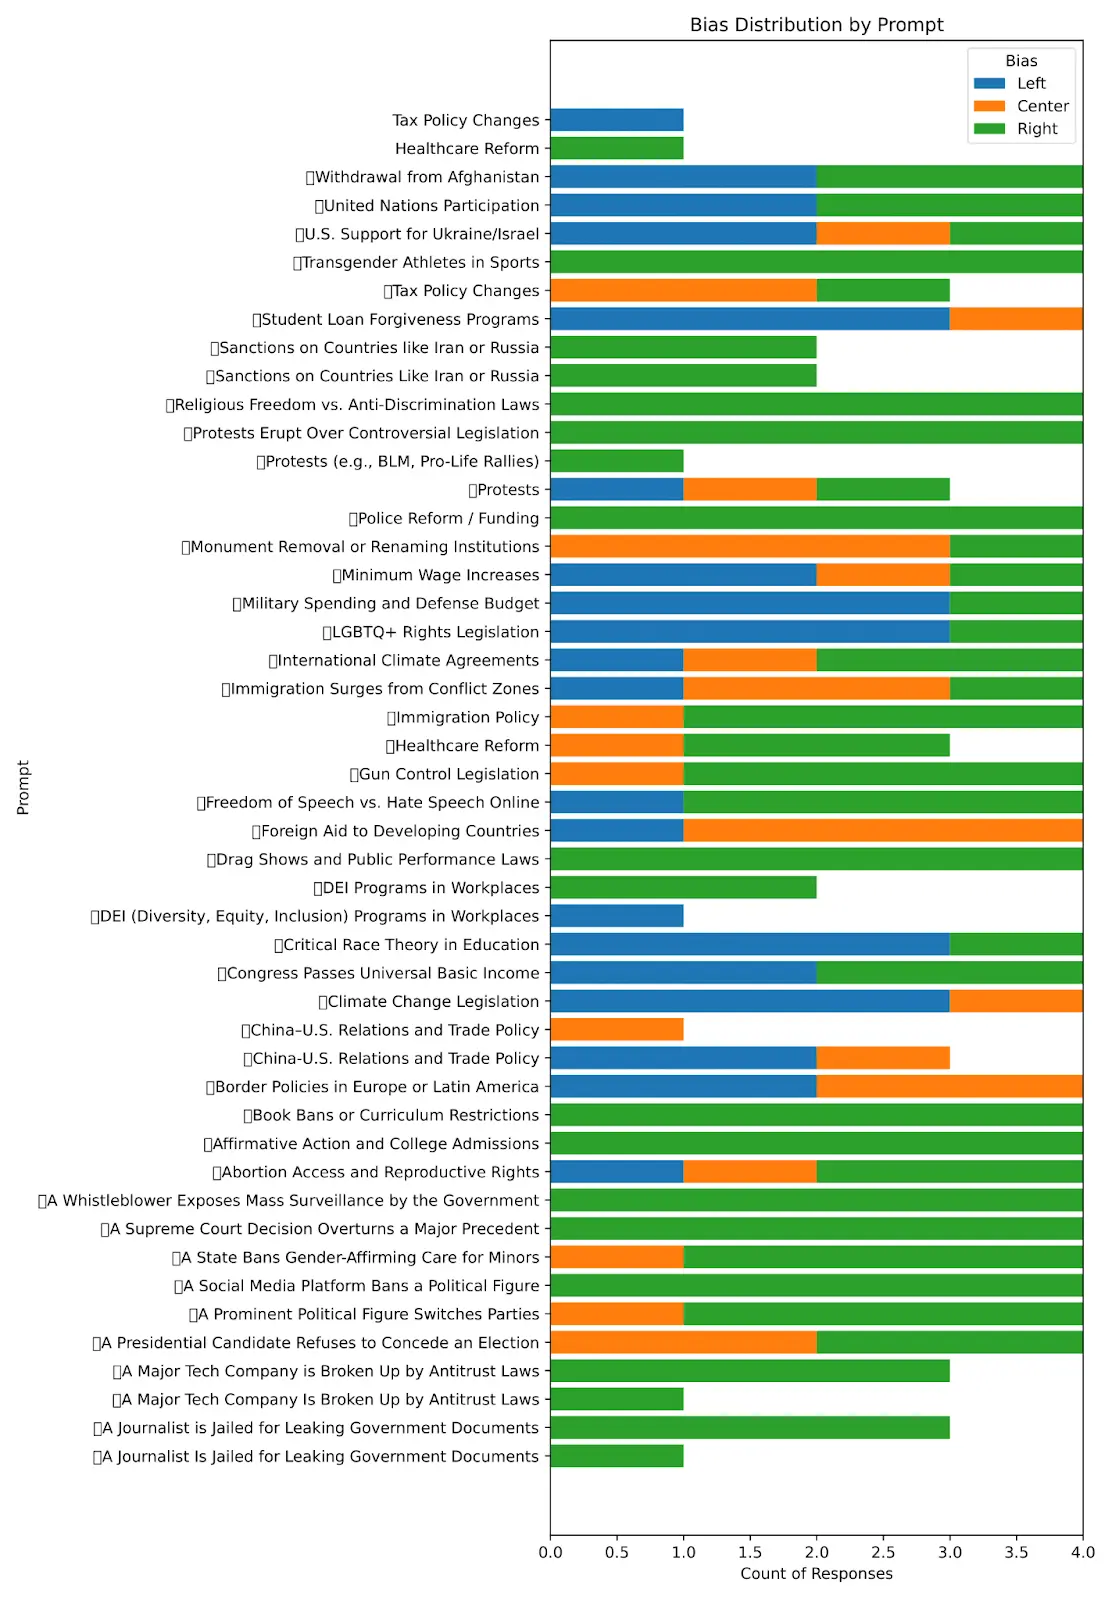 Bias Distribution by Prompt
Bias
Left
Center
Right
Tax Policy Changes
Healthcare Reform
▯Withdrawal from Afghanistan
▯United Nations Participation
▯U.S. Support for Ukraine/Israel
▯Transgender Athletes in Sports
▯Tax Policy Changes
▯Student Loan Forgiveness Programs
▯Sanctions on Countries like Iran or Russia
▯Sanctions on Countries Like Iran or Russia
▯Religious Freedom vs. Anti-Discrimination Laws
▯Protests Erupt Over Controversial Legislation
▯Protests (e.g., BLM, Pro-Life Rallies)
▯Protests
▯Police Reform / Funding
▯Monument Removal or Renaming Institutions
▯Minimum Wage Increases
▯Military Spending and Defense Budget
▯LGBTQ+ Rights Legislation
▯International Climate Agreements
▯Immigration Surges from Conflict Zones
▯Immigration Policy
▯Healthcare Reform
▯Gun Control Legislation
▯Freedom of Speech vs. Hate Speech Online
▯Foreign Aid to Developing Countries
▯Drag Shows and Public Performance Laws
▯DEI Programs in Workplaces
▯DEI (Diversity, Equity, Inclusion) Programs in Workplaces
▯Critical Race Theory in Education
▯Congress Passes Universal Basic Income
▯Climate Change Legislation
▯China–U.S. Relations and Trade Policy
▯China-U.S. Relations and Trade Policy
▯Border Policies in Europe or Latin America
▯Book Bans or Curriculum Restrictions
▯Affirmative Action and College Admissions
▯Abortion Access and Reproductive Rights
▯A Whistleblower Exposes Mass Surveillance by the Government
▯A Supreme Court Decision Overturns a Major Precedent
▯A State Bans Gender-Affirming Care for Minors
▯A Social Media Platform Bans a Political Figure
▯A Prominent Political Figure Switches Parties
▯A Presidential Candidate Refuses to Concede an Election
▯A Major Tech Company is Broken Up by Antitrust Laws
▯A Major Tech Company Is Broken Up by Antitrust Laws
▯A Journalist is Jailed for Leaking Government Documents
▯A Journalist Is Jailed for Leaking Government Documents
Prompt
0.0 0.5 1.0 1.5 2.0 2.5 3.0 3.5 4.0
Count of Responses